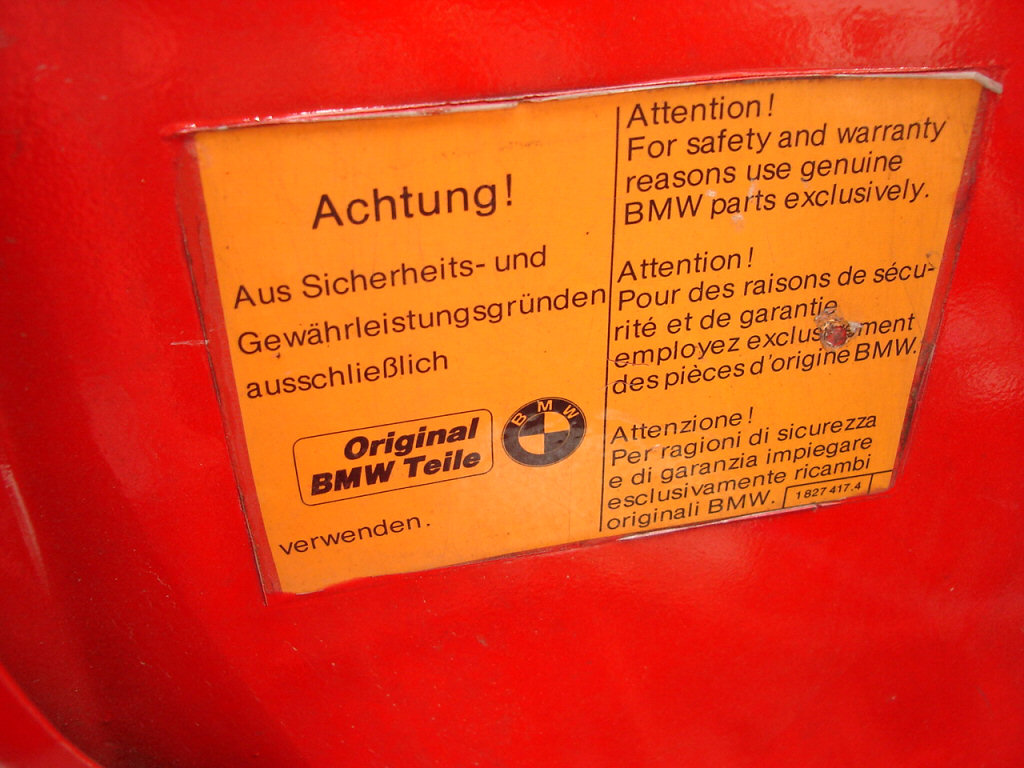 Achtung!
Aus Sicherheits- und
Gewährleistungsgründen
ausschließlich
Original
BMW Teile
BMW
verwenden.
Attention!
For safety and warranty
reasons use genuine
BMW parts exclusively.
Attention!
Pour des raisons de sécu-
rité et de garantie
employez
des pièces d'origine BMW.
Attenzione!
Per ragioni di sicurezza
e di garanzia impiegare
esclusivamente ricambi
originali BMW.
1 827 417.4